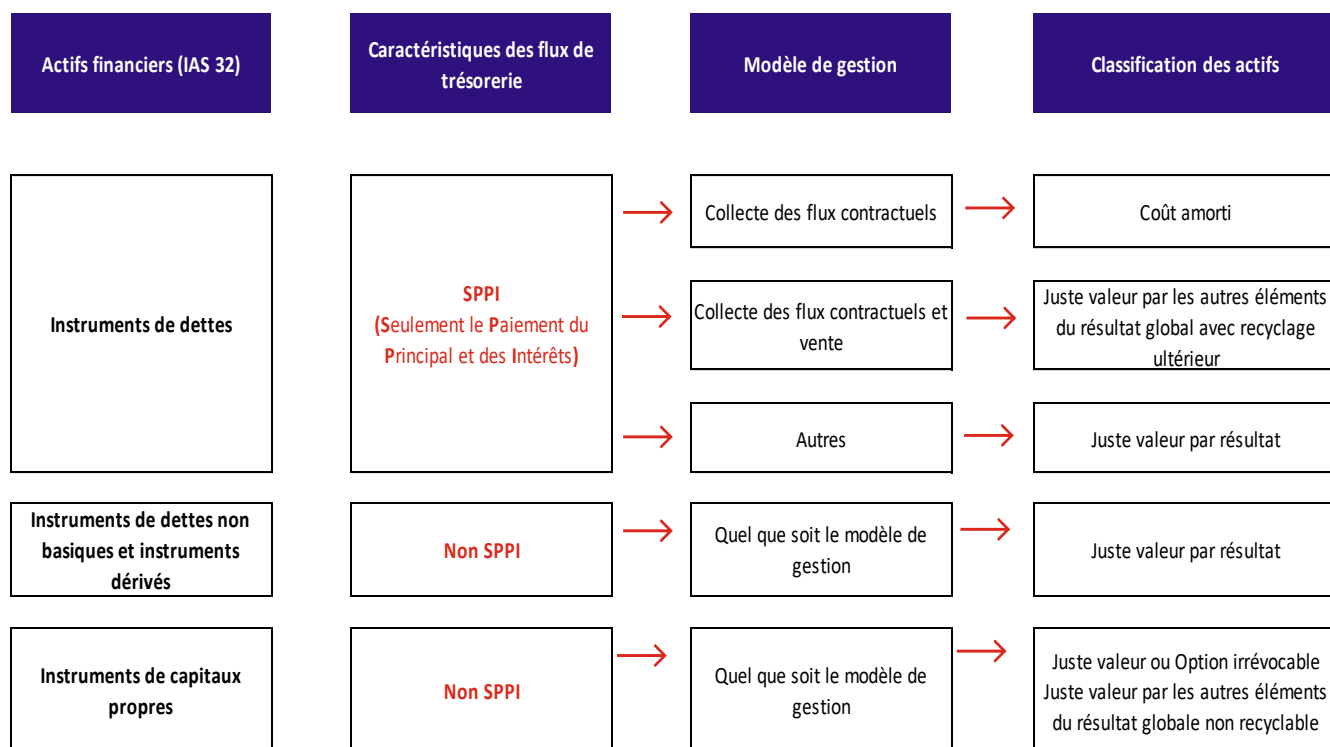 Actifs financiers (IAS 32)
Caractéristiques des flux de
trésorerie
Modèle de gestion
Classification des actifs
Instruments de dettes
SPPI
(Seulement le Paiement du
Principal et des Intérêts)
Collecte des flux contractuels
Coût amorti
Collecte des flux contractuels et
vente
Juste valeur par les autres éléments
du résultat global avec recyclage
ultérieur
Autres
Juste valeur par résultat
Instruments de dettes non
basiques et instruments
dérivés
Non SPPI
Quel que soit le modèle de
gestion
Juste valeur par résultat
Instruments de capitaux
propres
Non SPPI
Quel que soit le modèle de
gestion
Juste valeur ou Option irrévocable
Juste valeur par les autres éléments
du résultat globale non recyclable